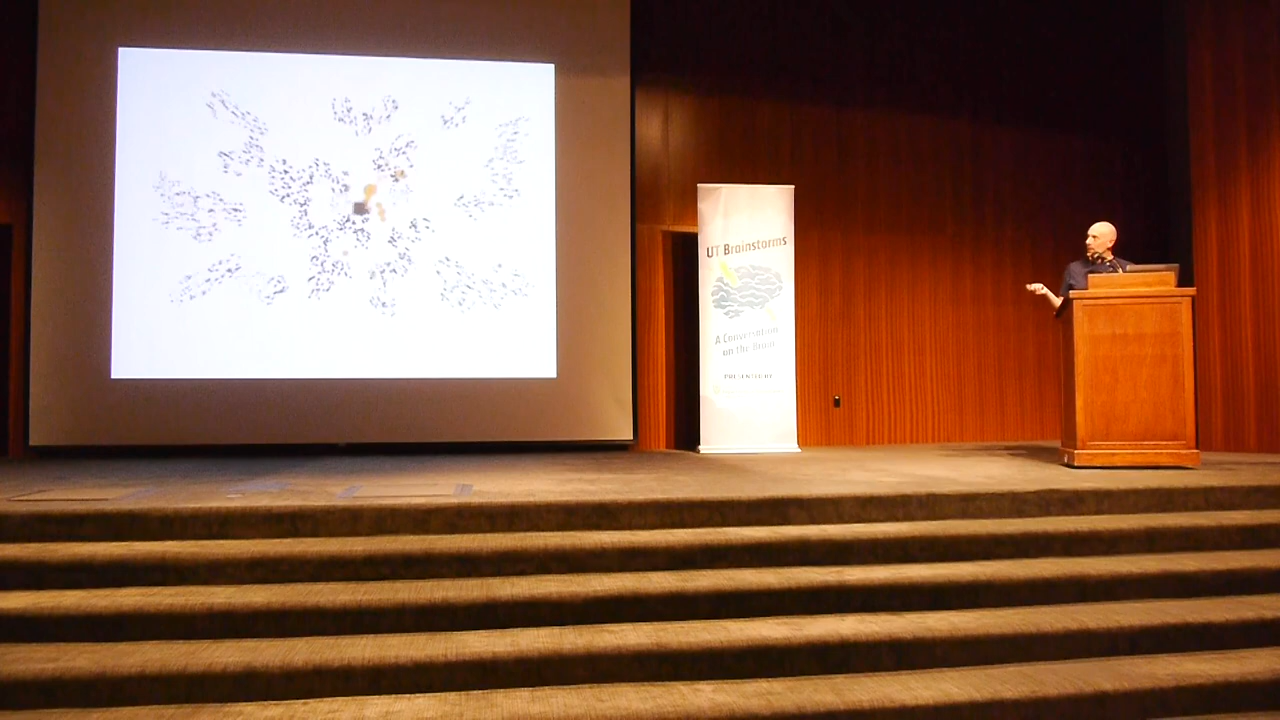 UT Brainstorms
A Conversation
on the Brain
PRESENTED BY